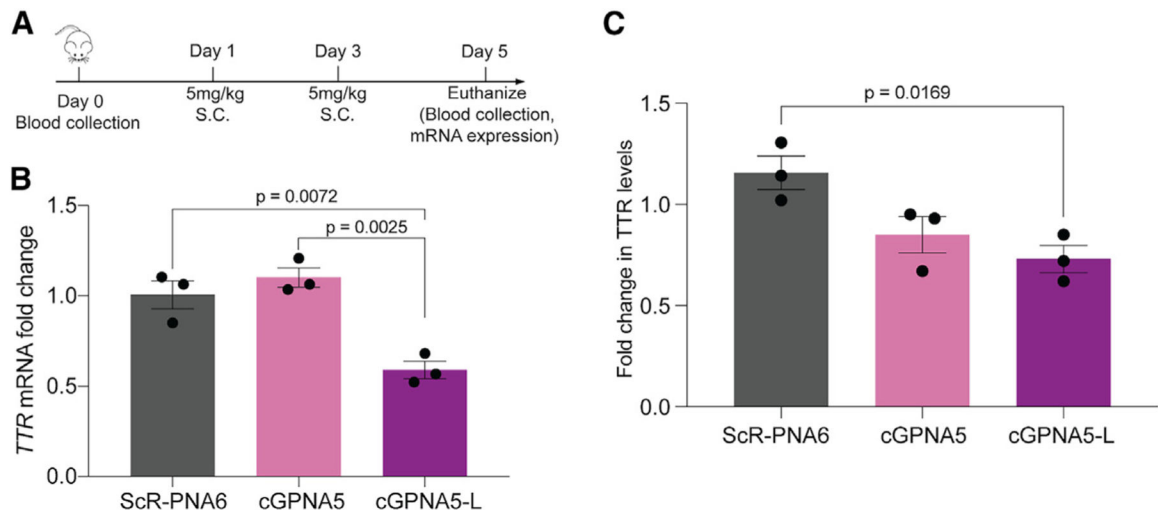 A
Day 0
Blood collection
Day 1
5mg/kg
S.C.
Day 3
5mg/kg
S.C.
Day 5
Euthanize
(Blood collection,
mRNA expression)
B
TTR mRNA fold change
1.5
1.0
0.5
0.0
p = 0.0072
p = 0.0025
ScR-PNA6
cGPNA5
cGPNA5-L
C
Fold change in TTR levels
1.5
1.0
0.5
0.0
p = 0.0169
ScR-PNA6
cGPNA5
cGPNA5-L